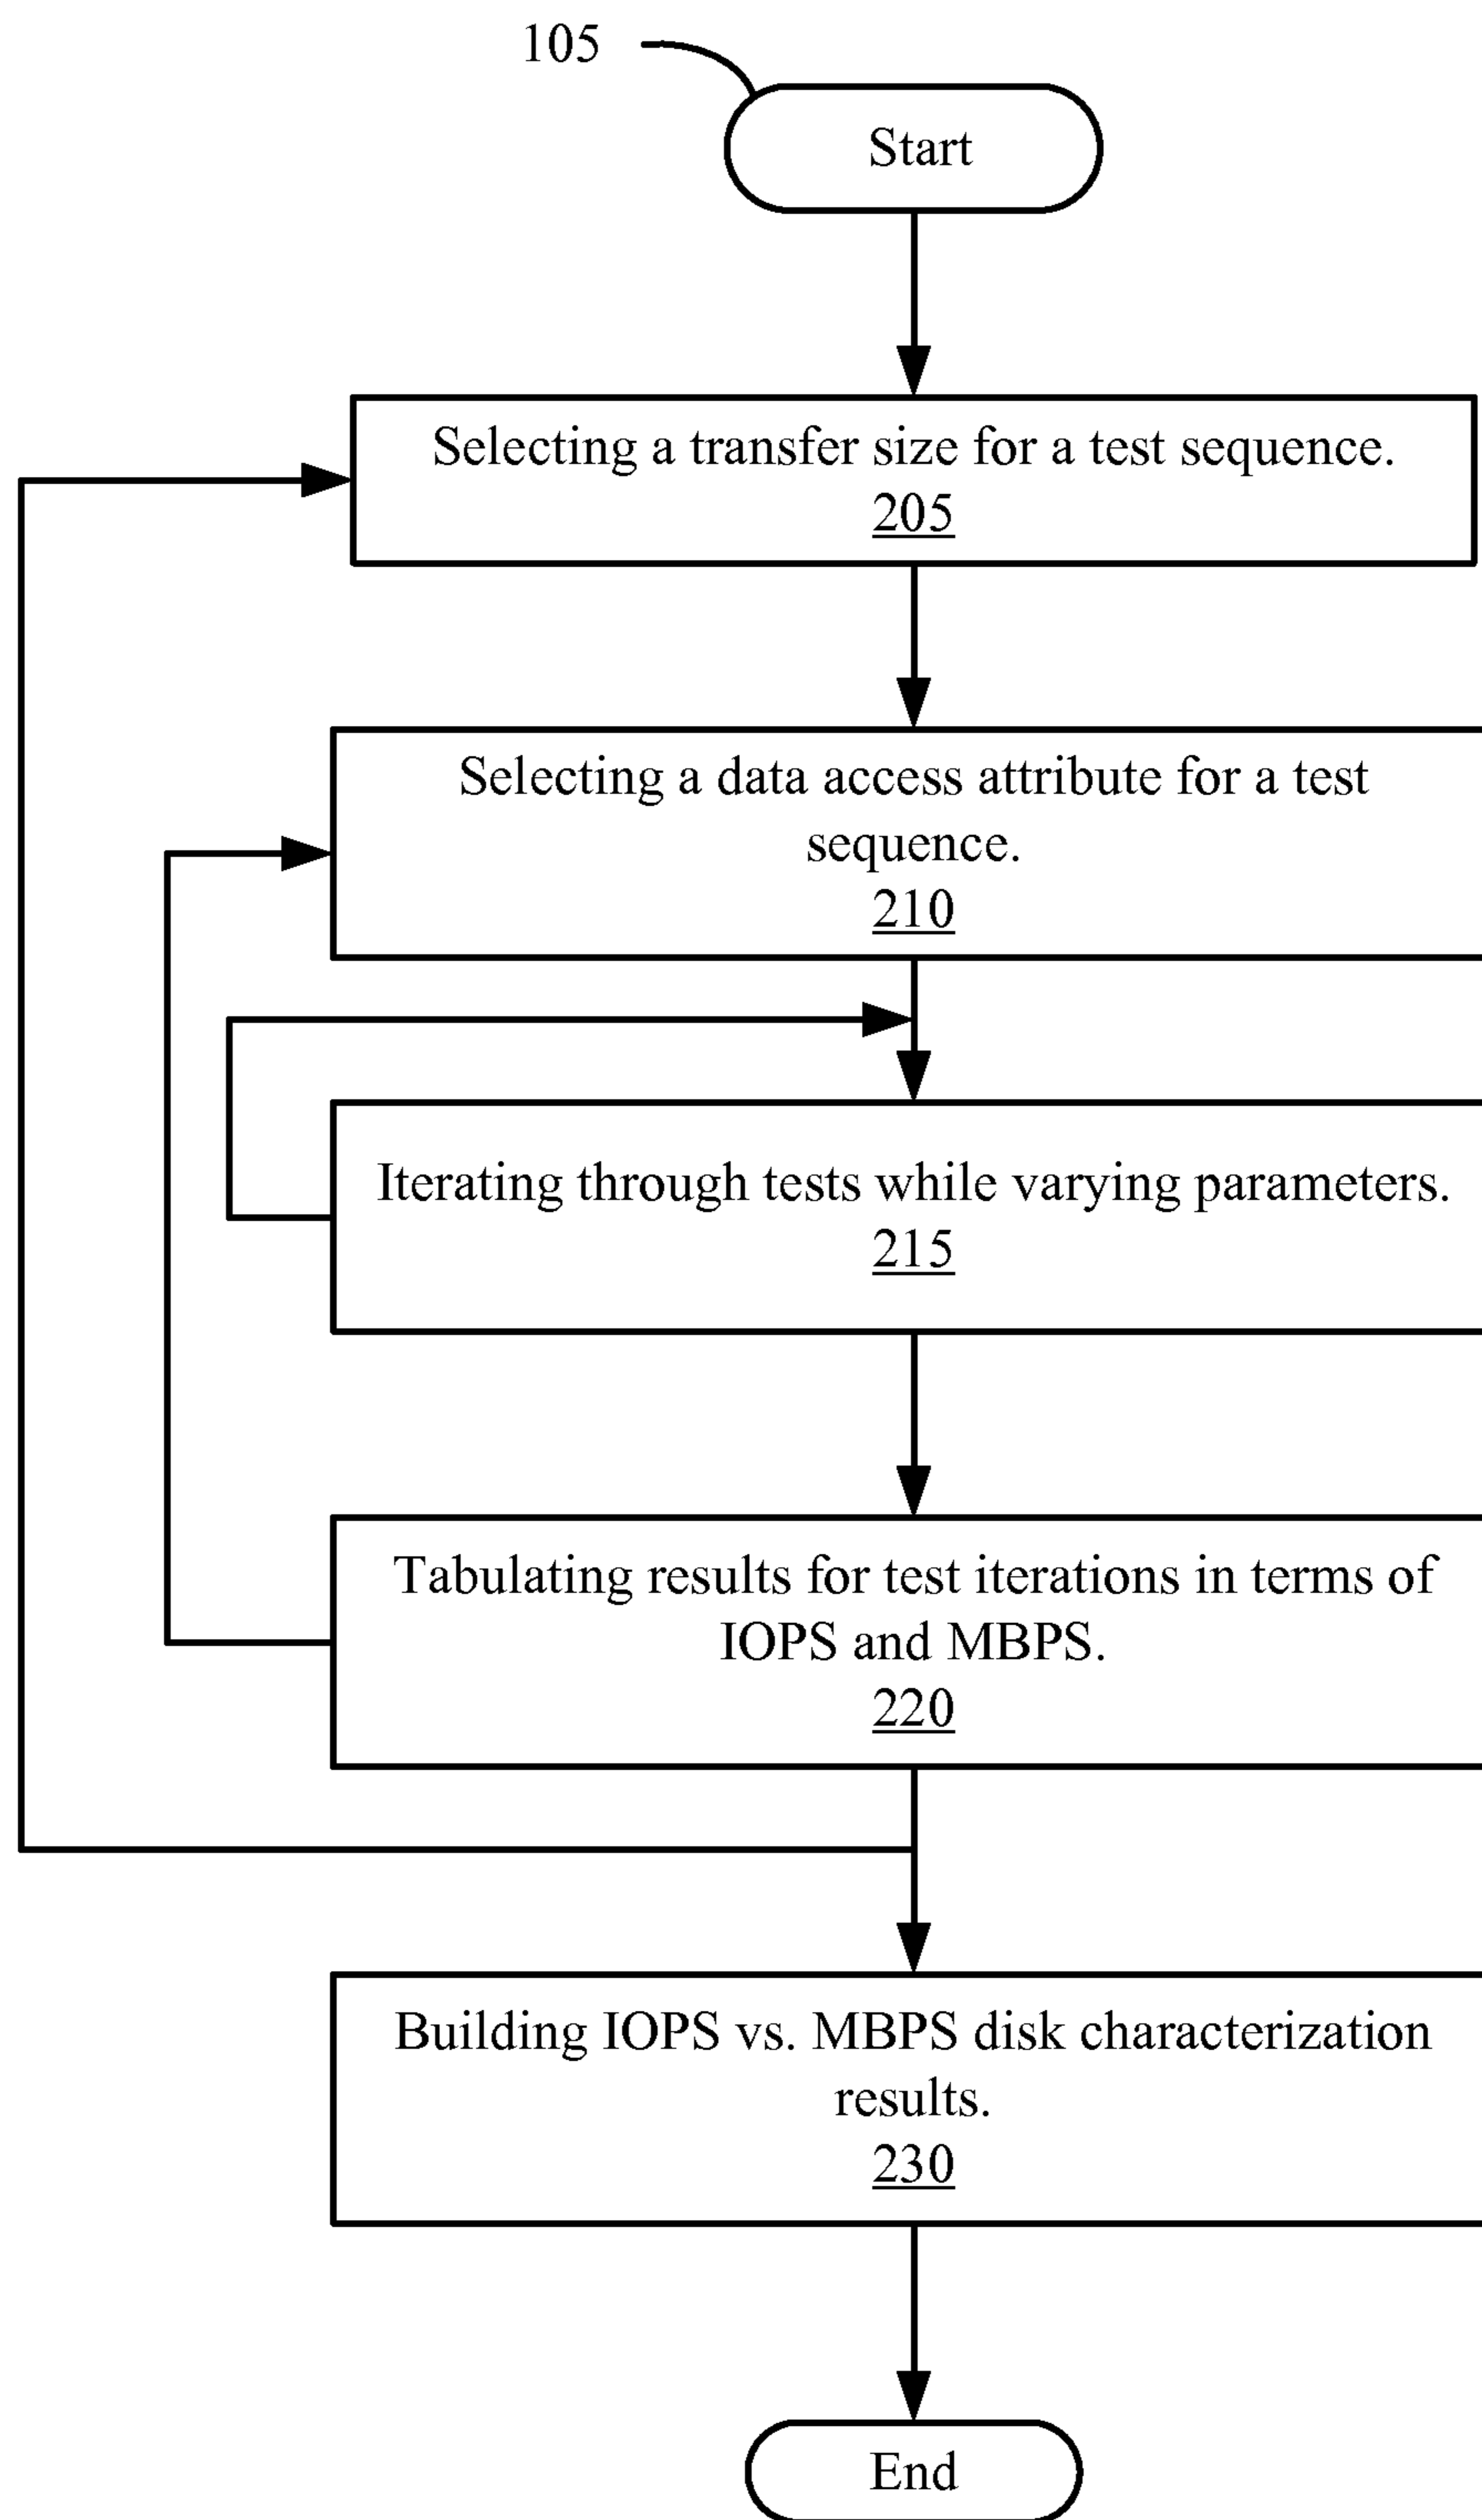 105
Start
Selecting a transfer size for a test sequence.
205
Selecting a data access attribute for a test
sequence.
210
Iterating through tests while varying parameters.
215
Tabulating results for test iterations in terms of
IOPS and MBPS.
220
Building IOPS vs. MBPS disk characterization
results.
230
End